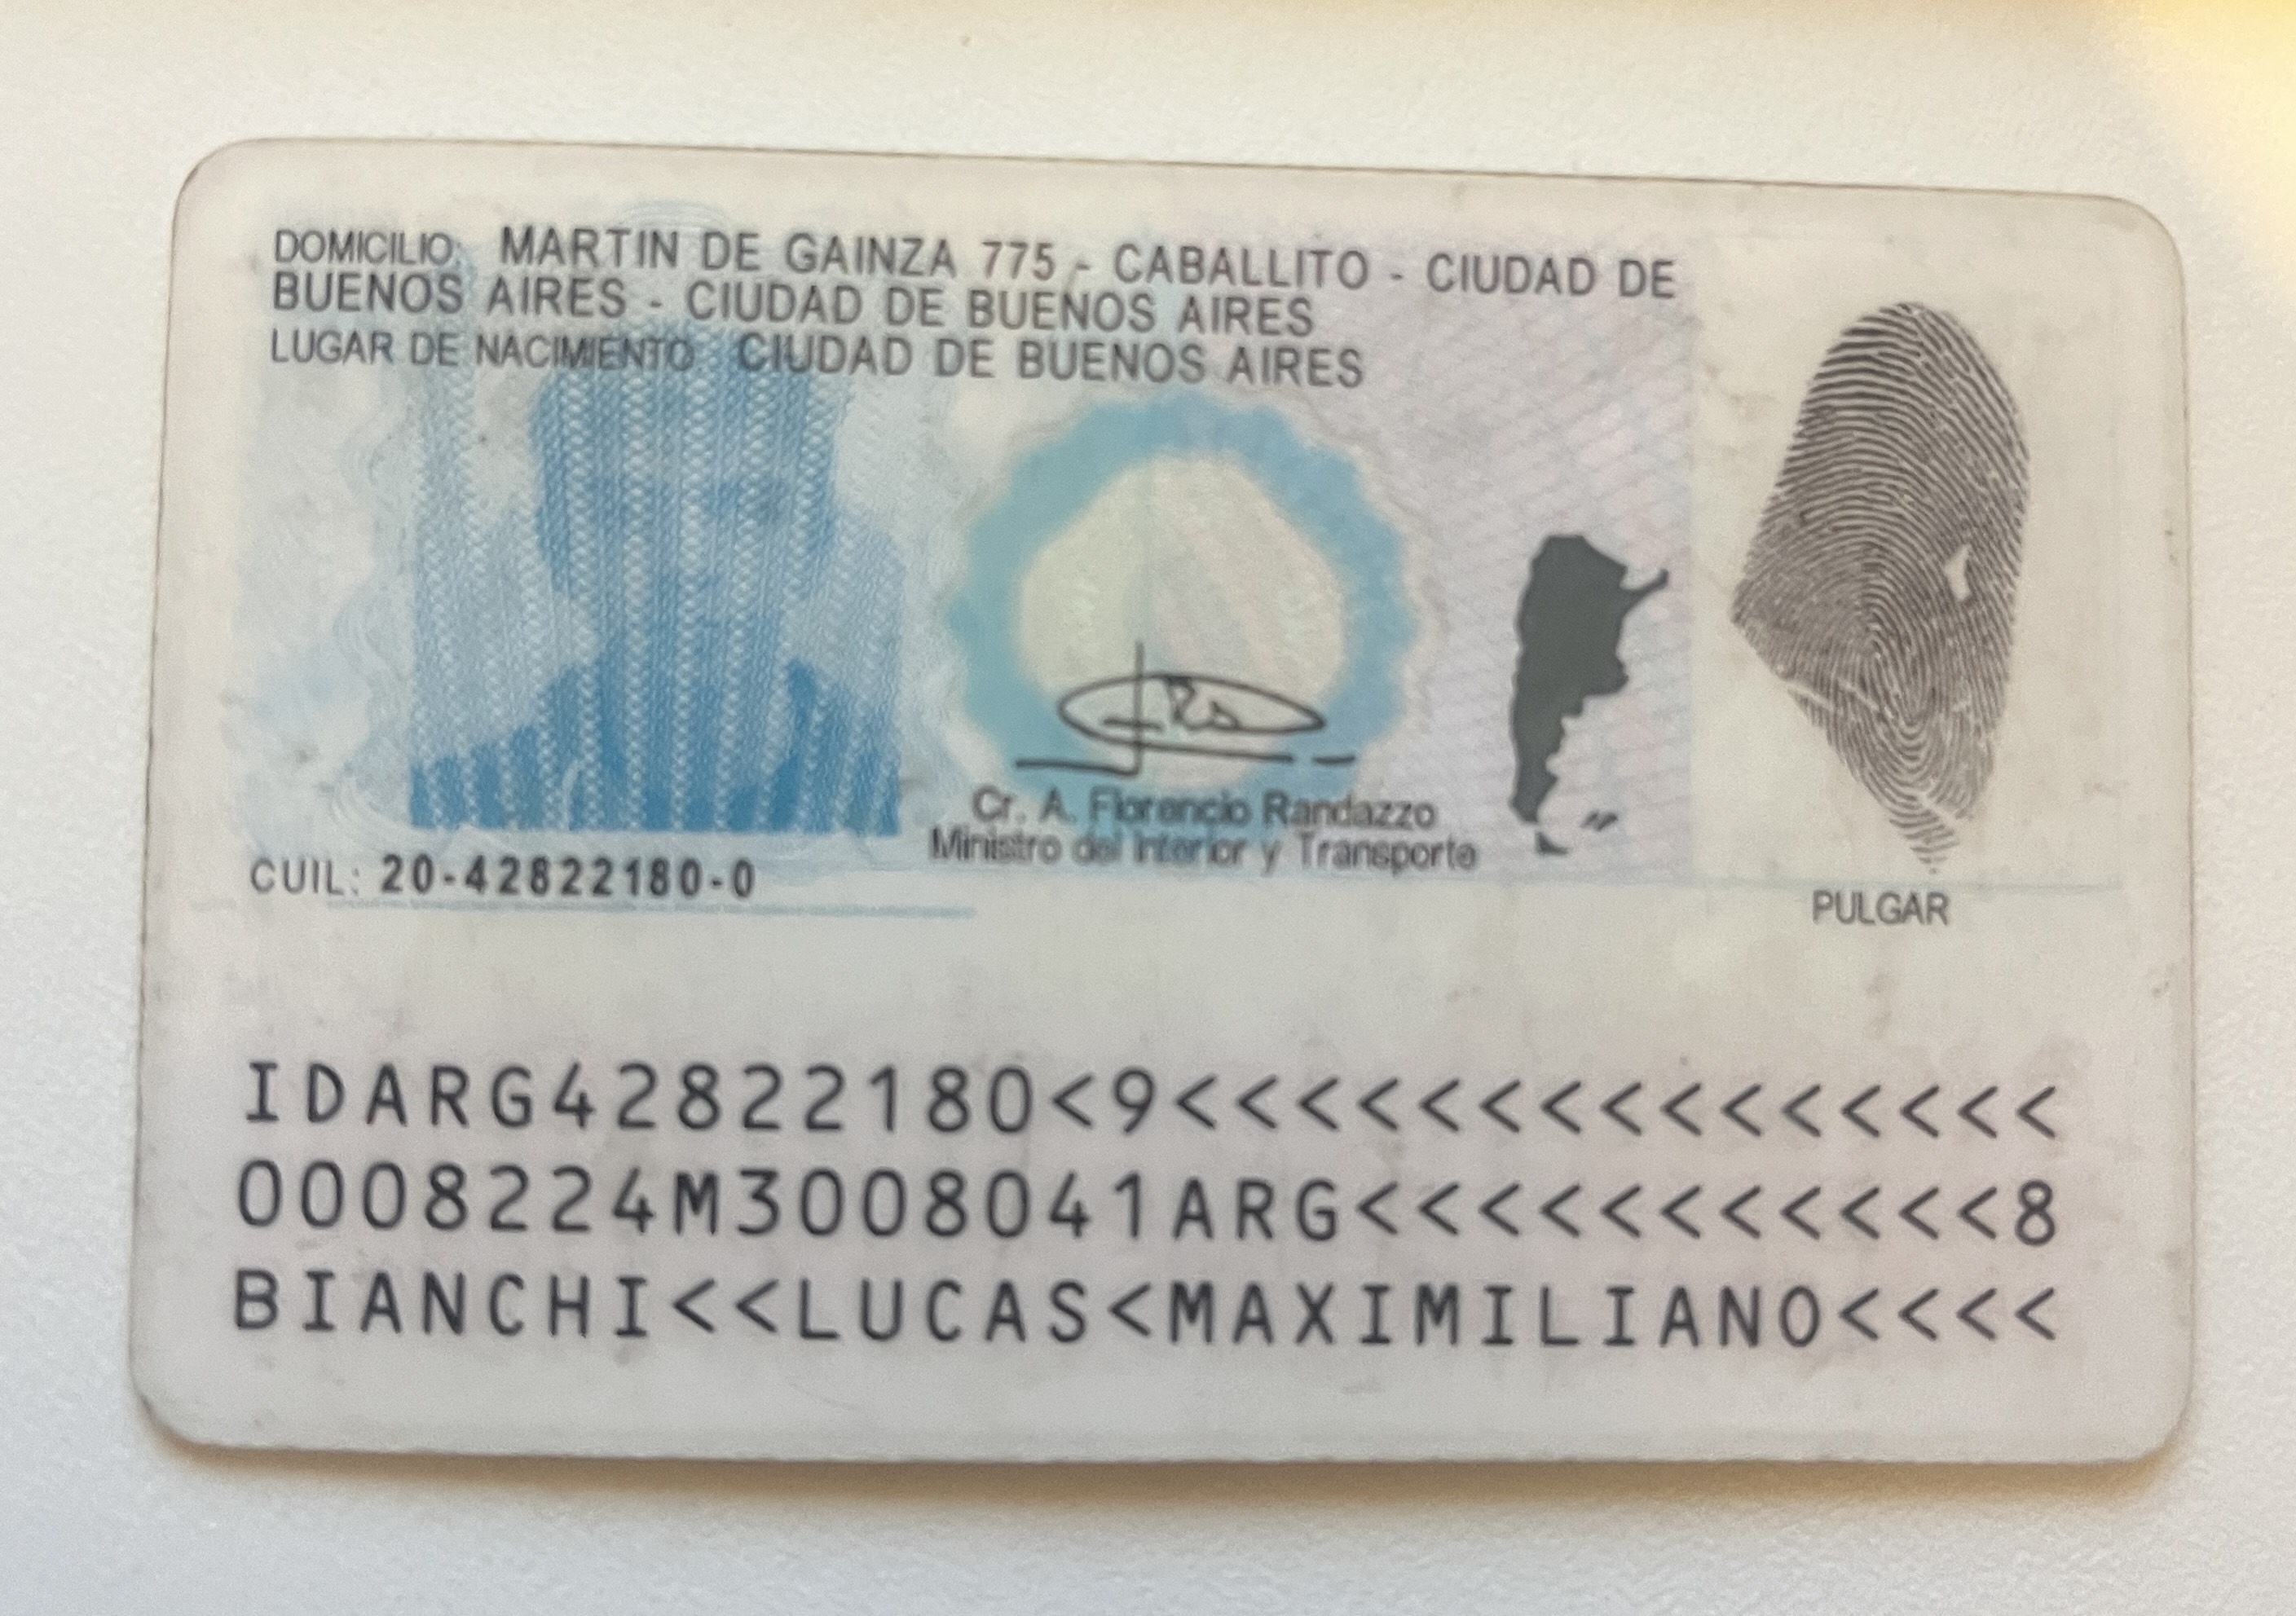 DOMICILIO: MARTIN DE GAINZA 775 - CABALLITO - CIUDAD DE
BUENOS AIRES - CIUDAD DE BUENOS AIRES
LUGAR DE NACIMIENTO: CIUDAD DE BUENOS AIRES
Cr. A. Florencio Randazzo
Ministro del Interior y Transporte
CUIL: 20-42822180-0
PULGAR
IDARG42822180<9<<<<<<<<<<<<<<<
0008224M3008041ARG<<<<<<<<<<<8
BIANCHI<<LUCAS<MAXIMILIANO<<<<